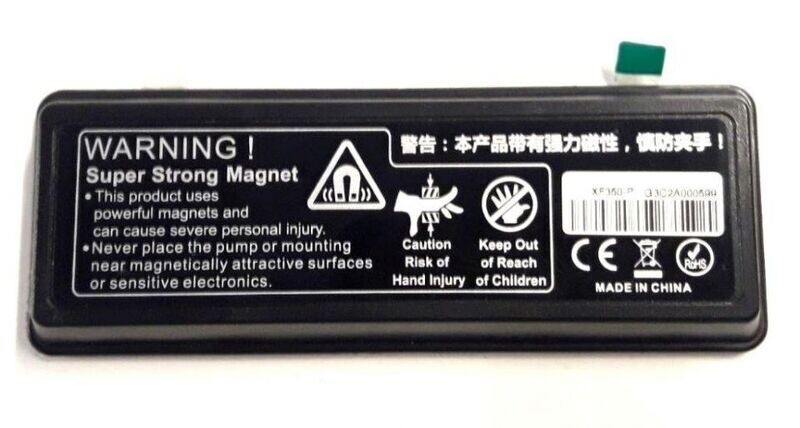 WARNING！
Super Strong Magnet
• This product uses
powerful magnets and
can cause severe personal injury.
• Never place the pump or mounting
near magnetically attractive surfaces
or sensitive electronics.
警告：本产品带有强力磁性，慎防夹手！
Caution
Risk of
Hand Injury
Keep Out
of Reach
of Children
XF350-P G3C2A000599
CE
RoHS
MADE IN CHINA